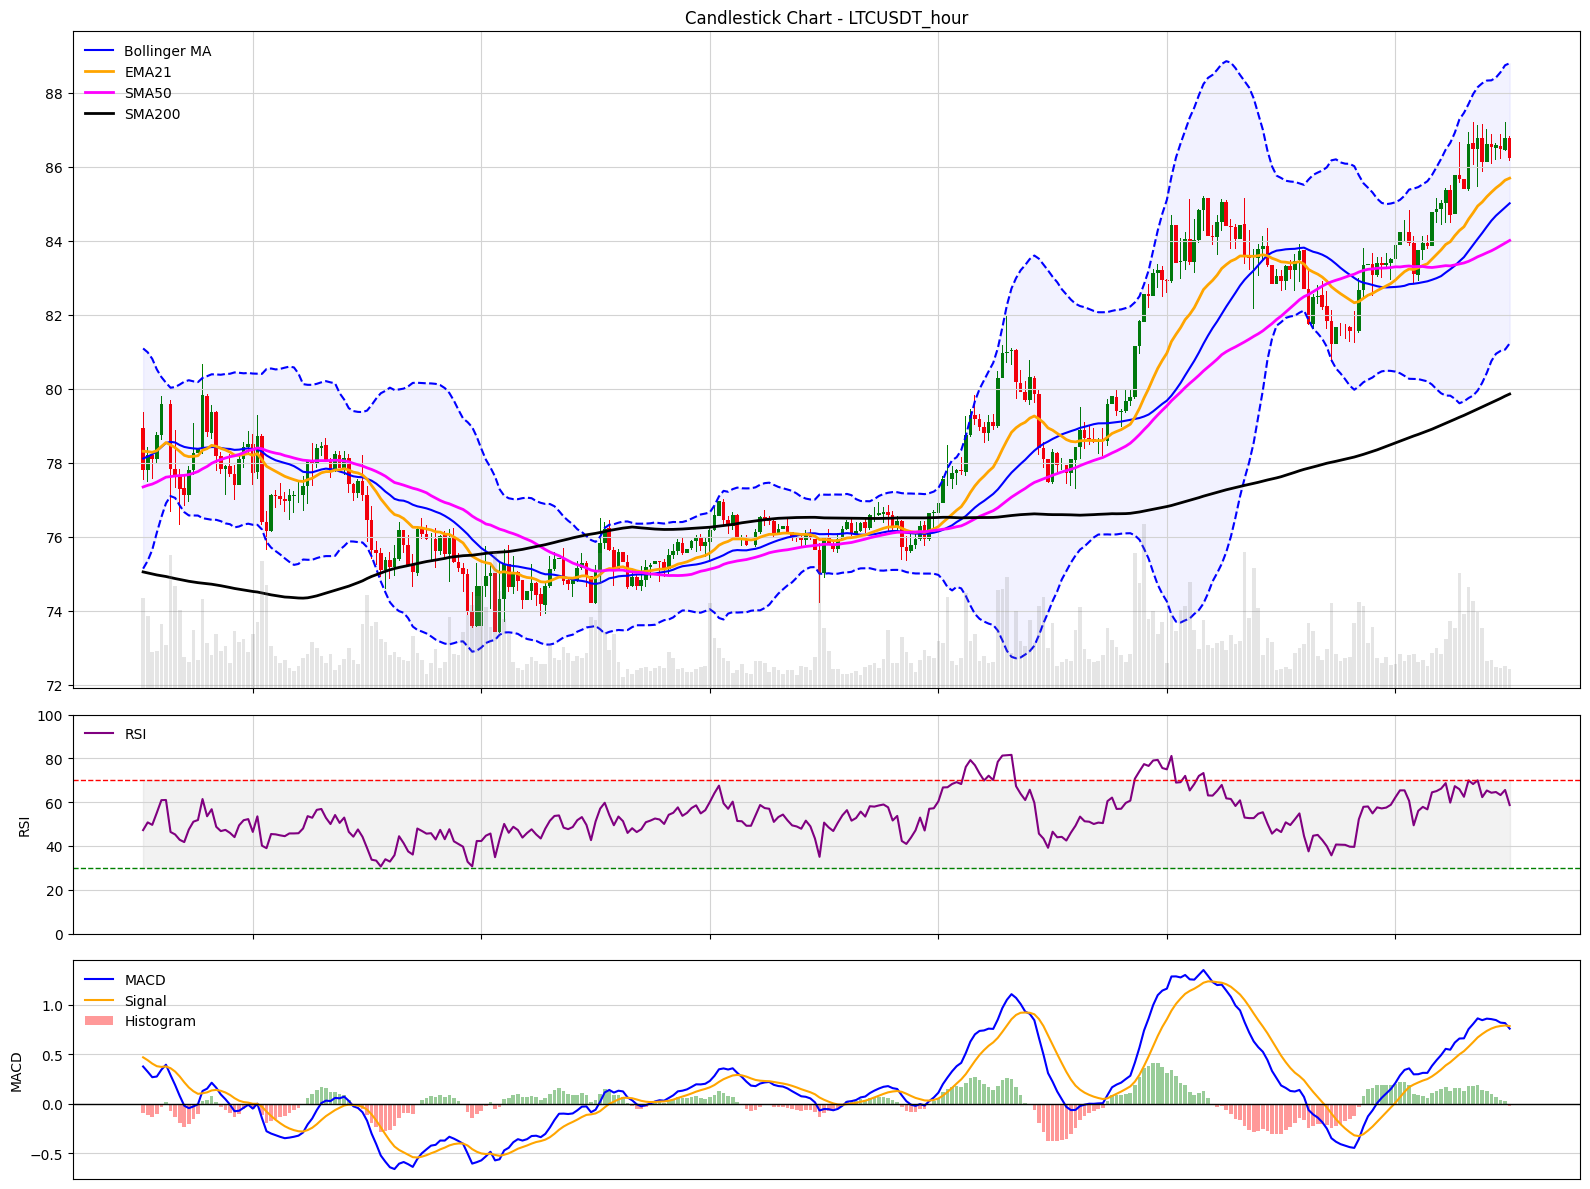 Candlestick Chart - LTCUSDT_hour
Bollinger MA
EMA21
SMA50
SMA200
88
86
84
82
80
78
76
74
72
RSI
100
80
60
40
20
0
RSI
MACD
Signal
Histogram
1.0
0.5
0.0
−0.5
MACD